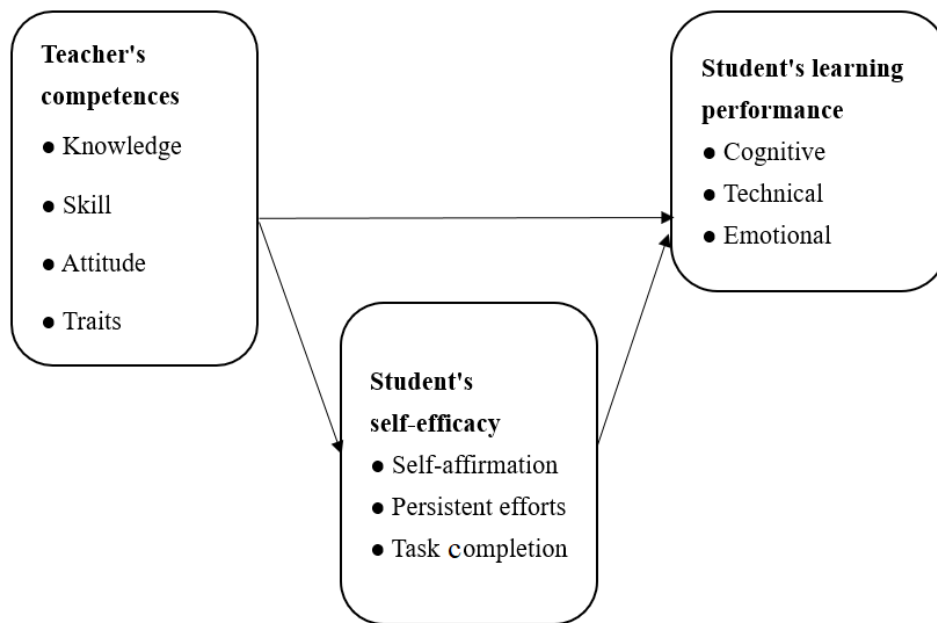 Teacher's
competences
● Knowledge
● Skill
● Attitude
● Traits
Student's learning
performance
● Cognitive
● Technical
● Emotional
Student's
self-efficacy
● Self-affirmation
● Persistent efforts
● Task completion